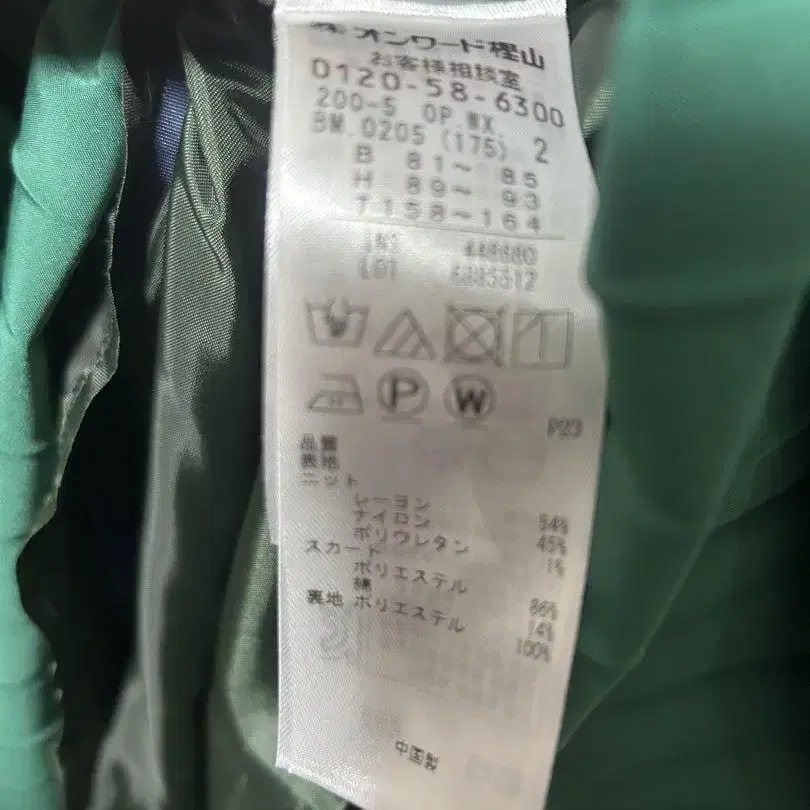 ㈱オンワード樫山
お客様相談室
0120-58-6300
200-5 OP.WX.
BM.0205 (175) 2
B 81～ 85
H 89～ 93
T158～164
LOT
P W
P23
品質
表地
ニット
レーヨン 54%
ナイロン 45%
ポリウレタン 1%
スカート
ポリエステル 86%
綿 14%
裏地 ポリエステル 100%
中国製